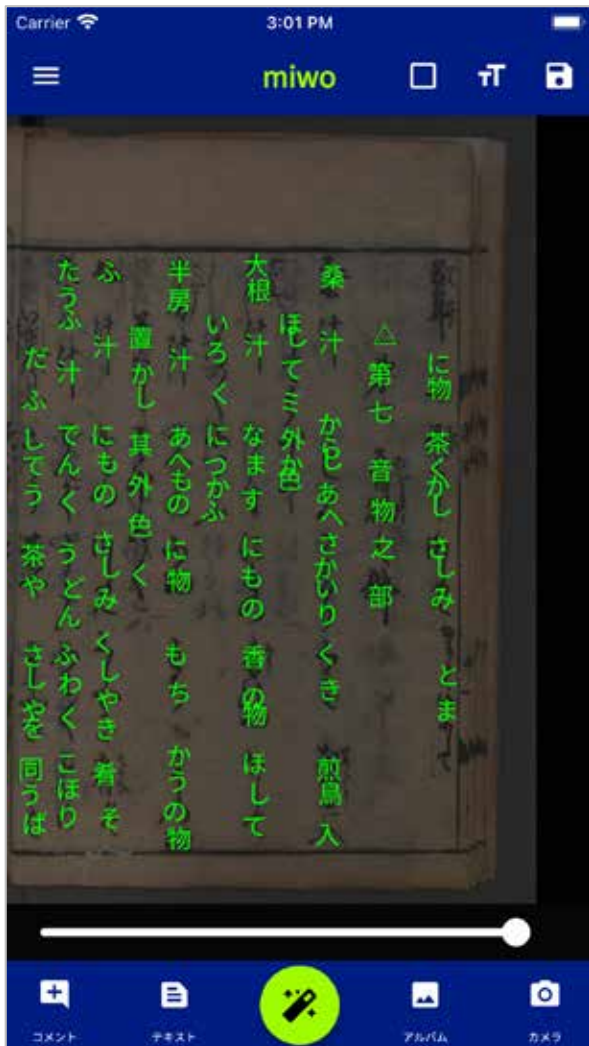 Carrier
3:01 PM
miwo
に物 茶くかし さしみ とま
⚠第七 音物之部
桑 汁 からじあへ さかいり くき 煎鳥 入
ほしてミ外か色
大根 汁 なます にもの 香の物 ほして
いろく につかふ
半房 汁 あへもの に物 もち かうの物
置かし 其外色く
ふ 汁 にもの さしみ くしやき 肴 そ
たうふ 汁 でんく うどん ふわく こほり
だふしてう 茶や さしやを 同うば
コメント
テキスト
アルバム
カメラ